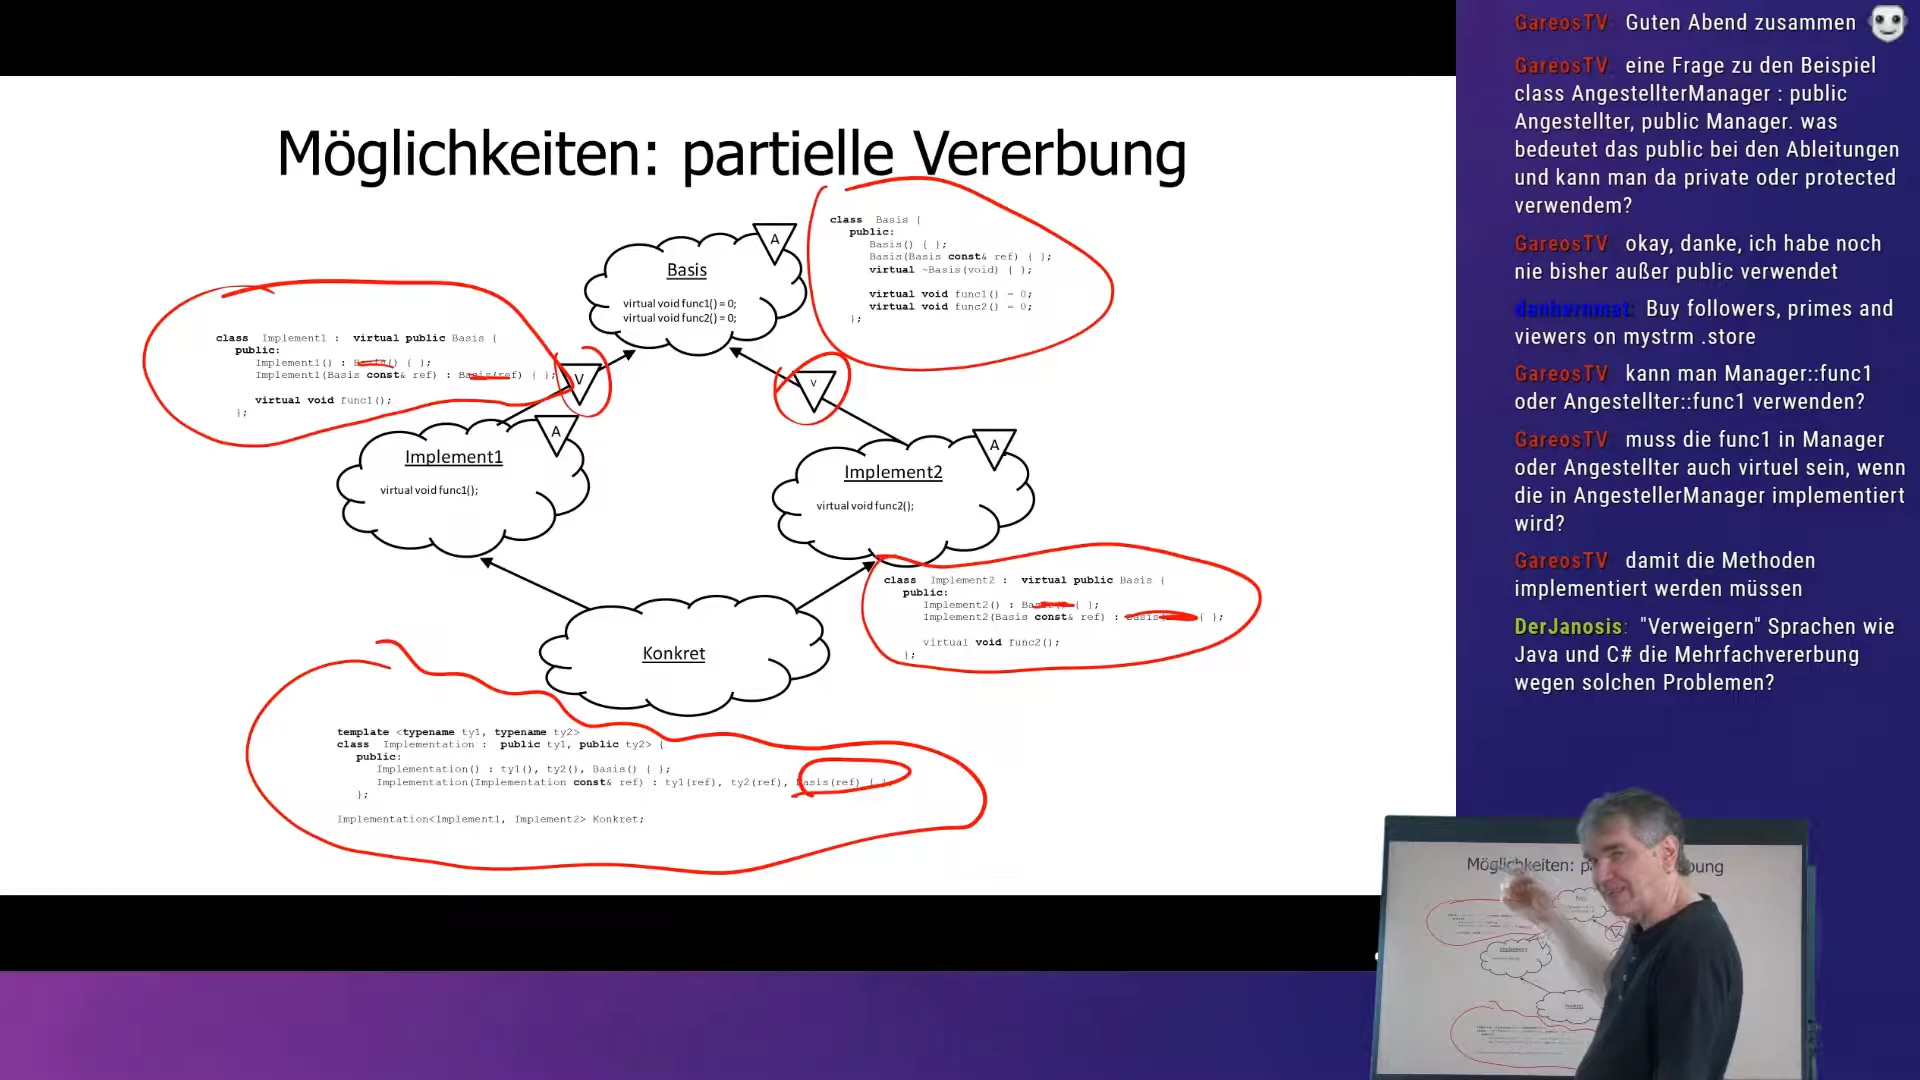 Möglichkeiten: partielle Vererbung
A
Basis
virtual void func1() = 0;
virtual void func2() = 0;
class Basis {
public:
Basis() { };
Basis(Basis const& ref) { };
virtual ~Basis(void) { };
virtual void func1() = 0;
virtual void func2() = 0;
};
class Implement1 : virtual public Basis {
public:
Implement1() : Basis() { };
Implement1(Basis const& ref) : Basis(ref) { };
virtual void func1();
};
V
V
A
Implement1
virtual void func1();
A
Implement2
virtual void func2();
class Implement2 : virtual public Basis {
public:
Implement2() : { };
Implement2(Basis const& ref) : { };
virtual void func2();
};
Konkret
template <typename ty1, typename ty2>
class Implementation : public ty1, public ty2> {
public:
Implementation() : ty1(), ty2(), Basis() { };
Implementation(Implementation const& ref) : ty1(ref), ty2(ref), Basis(ref) { };
};
Implementation<Implement1, Implement2> Konkret;
GareosTV: Guten Abend zusammen
GareosTV: eine Frage zu den Beispiel
class AngestellterManager : public
Angestellter, public Manager. was
bedeutet das public bei den Ableitungen
und kann man da private oder protected
verwendem?
GareosTV: okay, danke, ich habe noch
nie bisher außer public verwendet
Buy followers, primes and
viewers on mystrm .store
GareosTV: kann man Manager::func1
oder Angestellter::func1 verwenden?
GareosTV: muss die func1 in Manager
oder Angestellter auch virtuel sein, wenn
die in AngestellerManager implementiert
wird?
GareosTV: damit die Methoden
implementiert werden müssen
DerJanosis: "Verweigern" Sprachen wie
Java und C# die Mehrfachvererbung
wegen solchen Problemen?
Möglichkeiten: p
bung